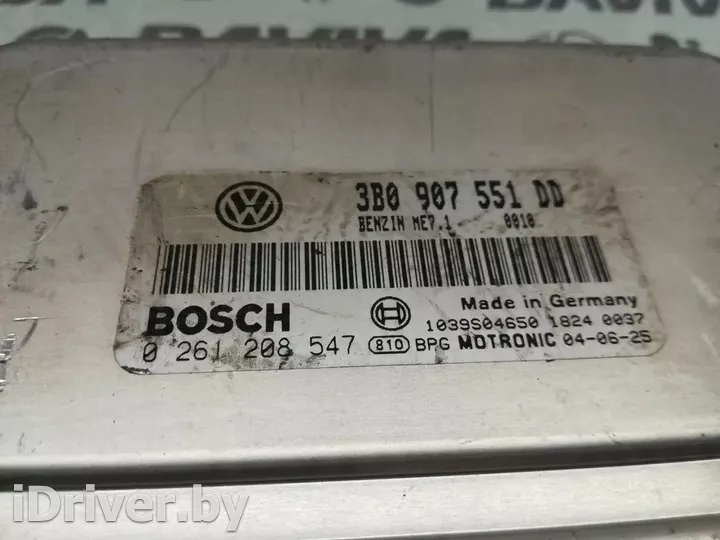 3B0 907 551 DD
BENZIN ME7.1 0010
BOSCH
Made in Germany
1039S04650 1824 0037
0 261 208 547 810 BPG MOTRONIC 04-06-25
iDriver.by